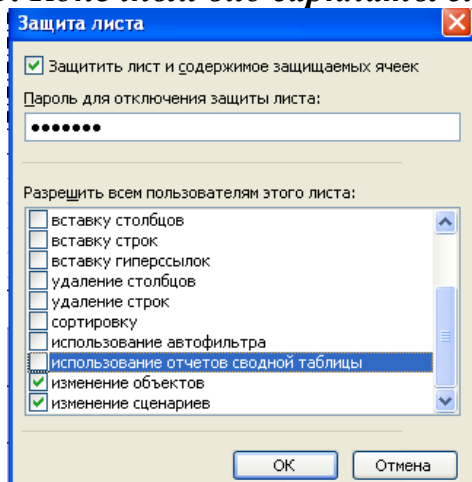 Защита листа
Защитить лист и содержимое защищаемых ячеек
Пароль для отключения защиты листа:
•••••••
Разрешить всем пользователям этого листа:
вставку столбцов
вставку строк
вставку гиперссылок
удаление столбцов
удаление строк
сортировку
использование автофильтра
использование отчетов сводной таблицы
изменение объектов
изменение сценариев
ОК
Отмена